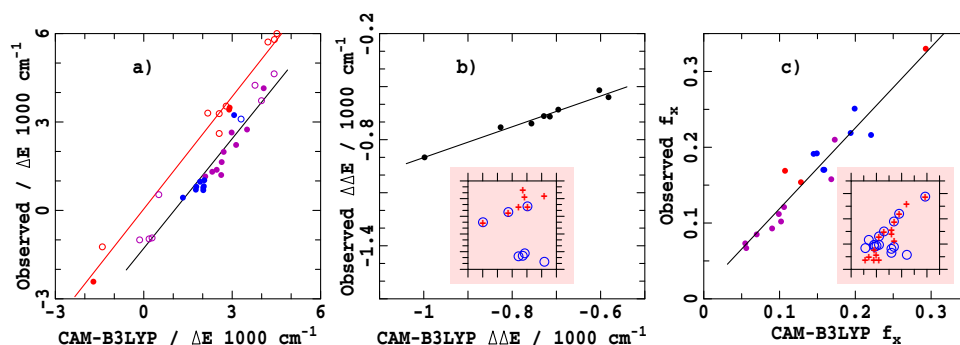 a)
Observed / ΔE 1000 cm⁻¹
6
3
0
-3
-3
0
3
6
CAM-B3LYP / ΔE 1000 cm⁻¹
b)
Observed ΔΔE / 1000 cm⁻¹
-0.2
-0.8
-1.4
-1
-0.8
-0.6
CAM-B3LYP ΔΔE / 1000 cm⁻¹
c)
Observed fₓ
0.3
0.2
0.1
0
0
0.1
0.2
0.3
CAM-B3LYP fₓ